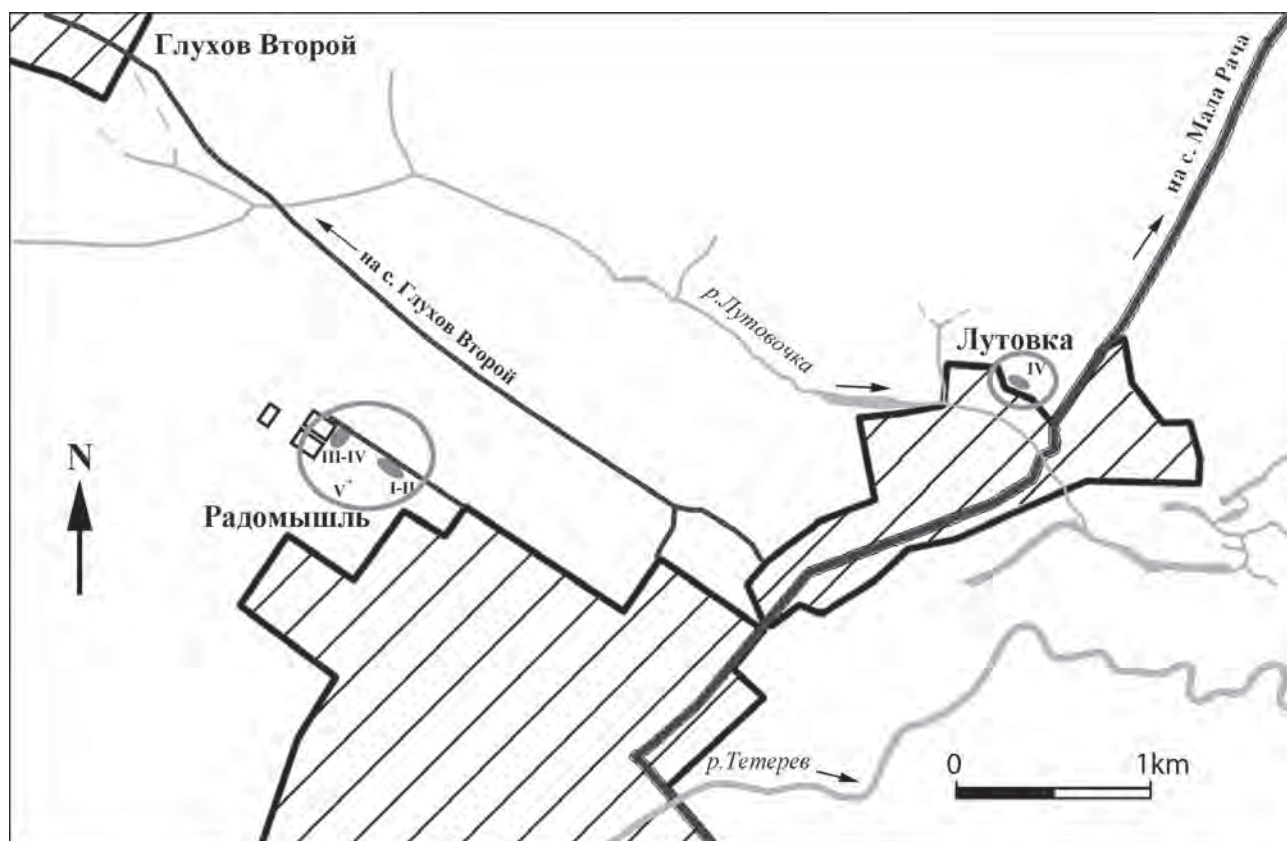 Глухов Второй
на с. Мала Рача
на с. Глухов Второй
р.Лутовочка
Лутовка
IV
III-IV
I-II
V
N
Радомышль
р.Тетерев
0 1km